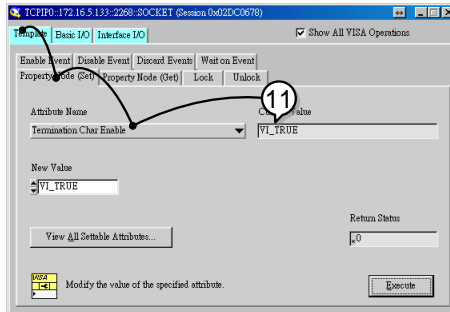 TCPIP0::172.16.5.133::2268::SOCKET (Session 0x02DC0678)
Template Basic I/O Interface I/O Show All VISA Operations
Enable Event Disable Event Discard Events Wait on Event
Property Node (Set) Property Node (Get) Lock Unlock
11
Attribute Name Value
Termination Char Enable VI_TRUE
New Value
VI_TRUE
Return Status
View All Settable Attributes... x0
VISA
Modify the value of the specified attribute. Execute